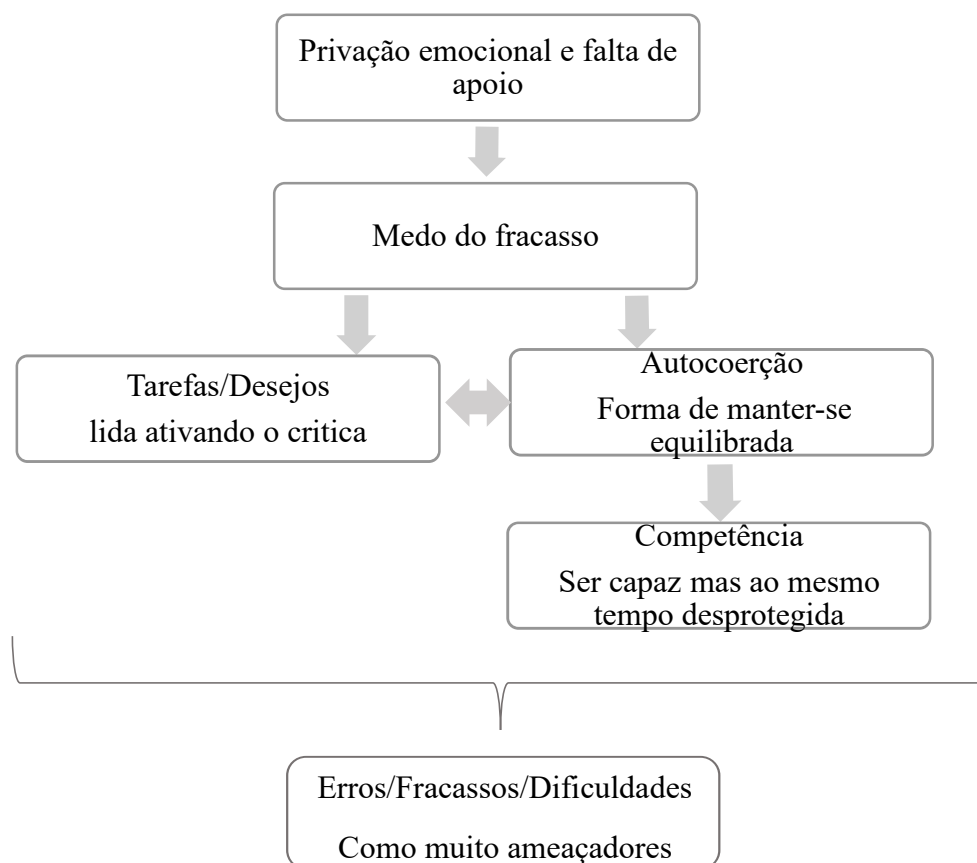 Privação emocional e falta de
apoio
Medo do fracasso
Tarefas/Desejos
lida ativando o critica
Autocoerção
Forma de manter-se
equilibrada
Competência
Ser capaz mas ao mesmo
tempo desprotegida
Erros/Fracassos/Dificuldades
Como muito ameaçadores